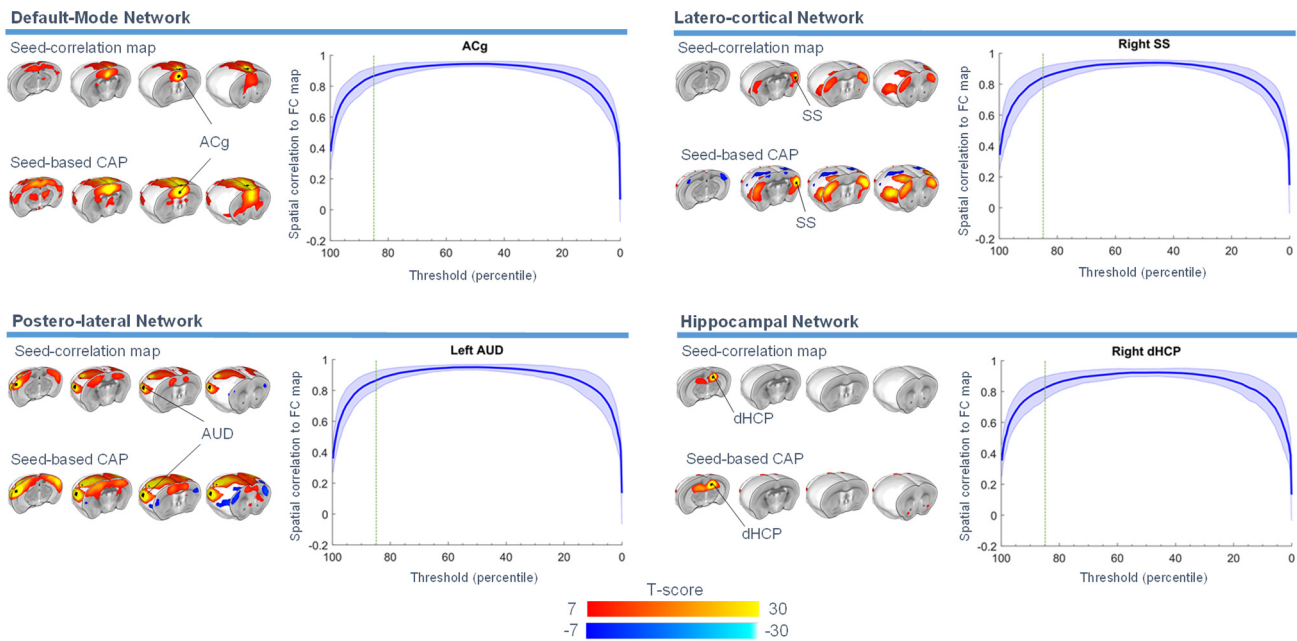 Default-Mode Network
Seed-correlation map
ACg
Seed-based CAP
ACg
Spatial correlation to FC map
1
0.8
0.6
0.4
0.2
0
-0.2
100 80 60 40 20 0
Threshold (percentile)
Latero-cortical Network
Seed-correlation map
SS
Seed-based CAP
SS
Right SS
Spatial correlation to FC map
1
0.8
0.6
0.4
0.2
0
-0.2
100 80 60 40 20 0
Threshold (percentile)
Postero-lateral Network
Seed-correlation map
AUD
Seed-based CAP
Left AUD
Spatial correlation to FC map
1
0.8
0.6
0.4
0.2
0
-0.2
100 80 60 40 20 0
Threshold (percentile)
Hippocampal Network
Seed-correlation map
dHCP
Seed-based CAP
dHCP
Right dHCP
Spatial correlation to FC map
1
0.8
0.6
0.4
0.2
0
-0.2
100 80 60 40 20 0
Threshold (percentile)
T-score
7 30
-7 -30